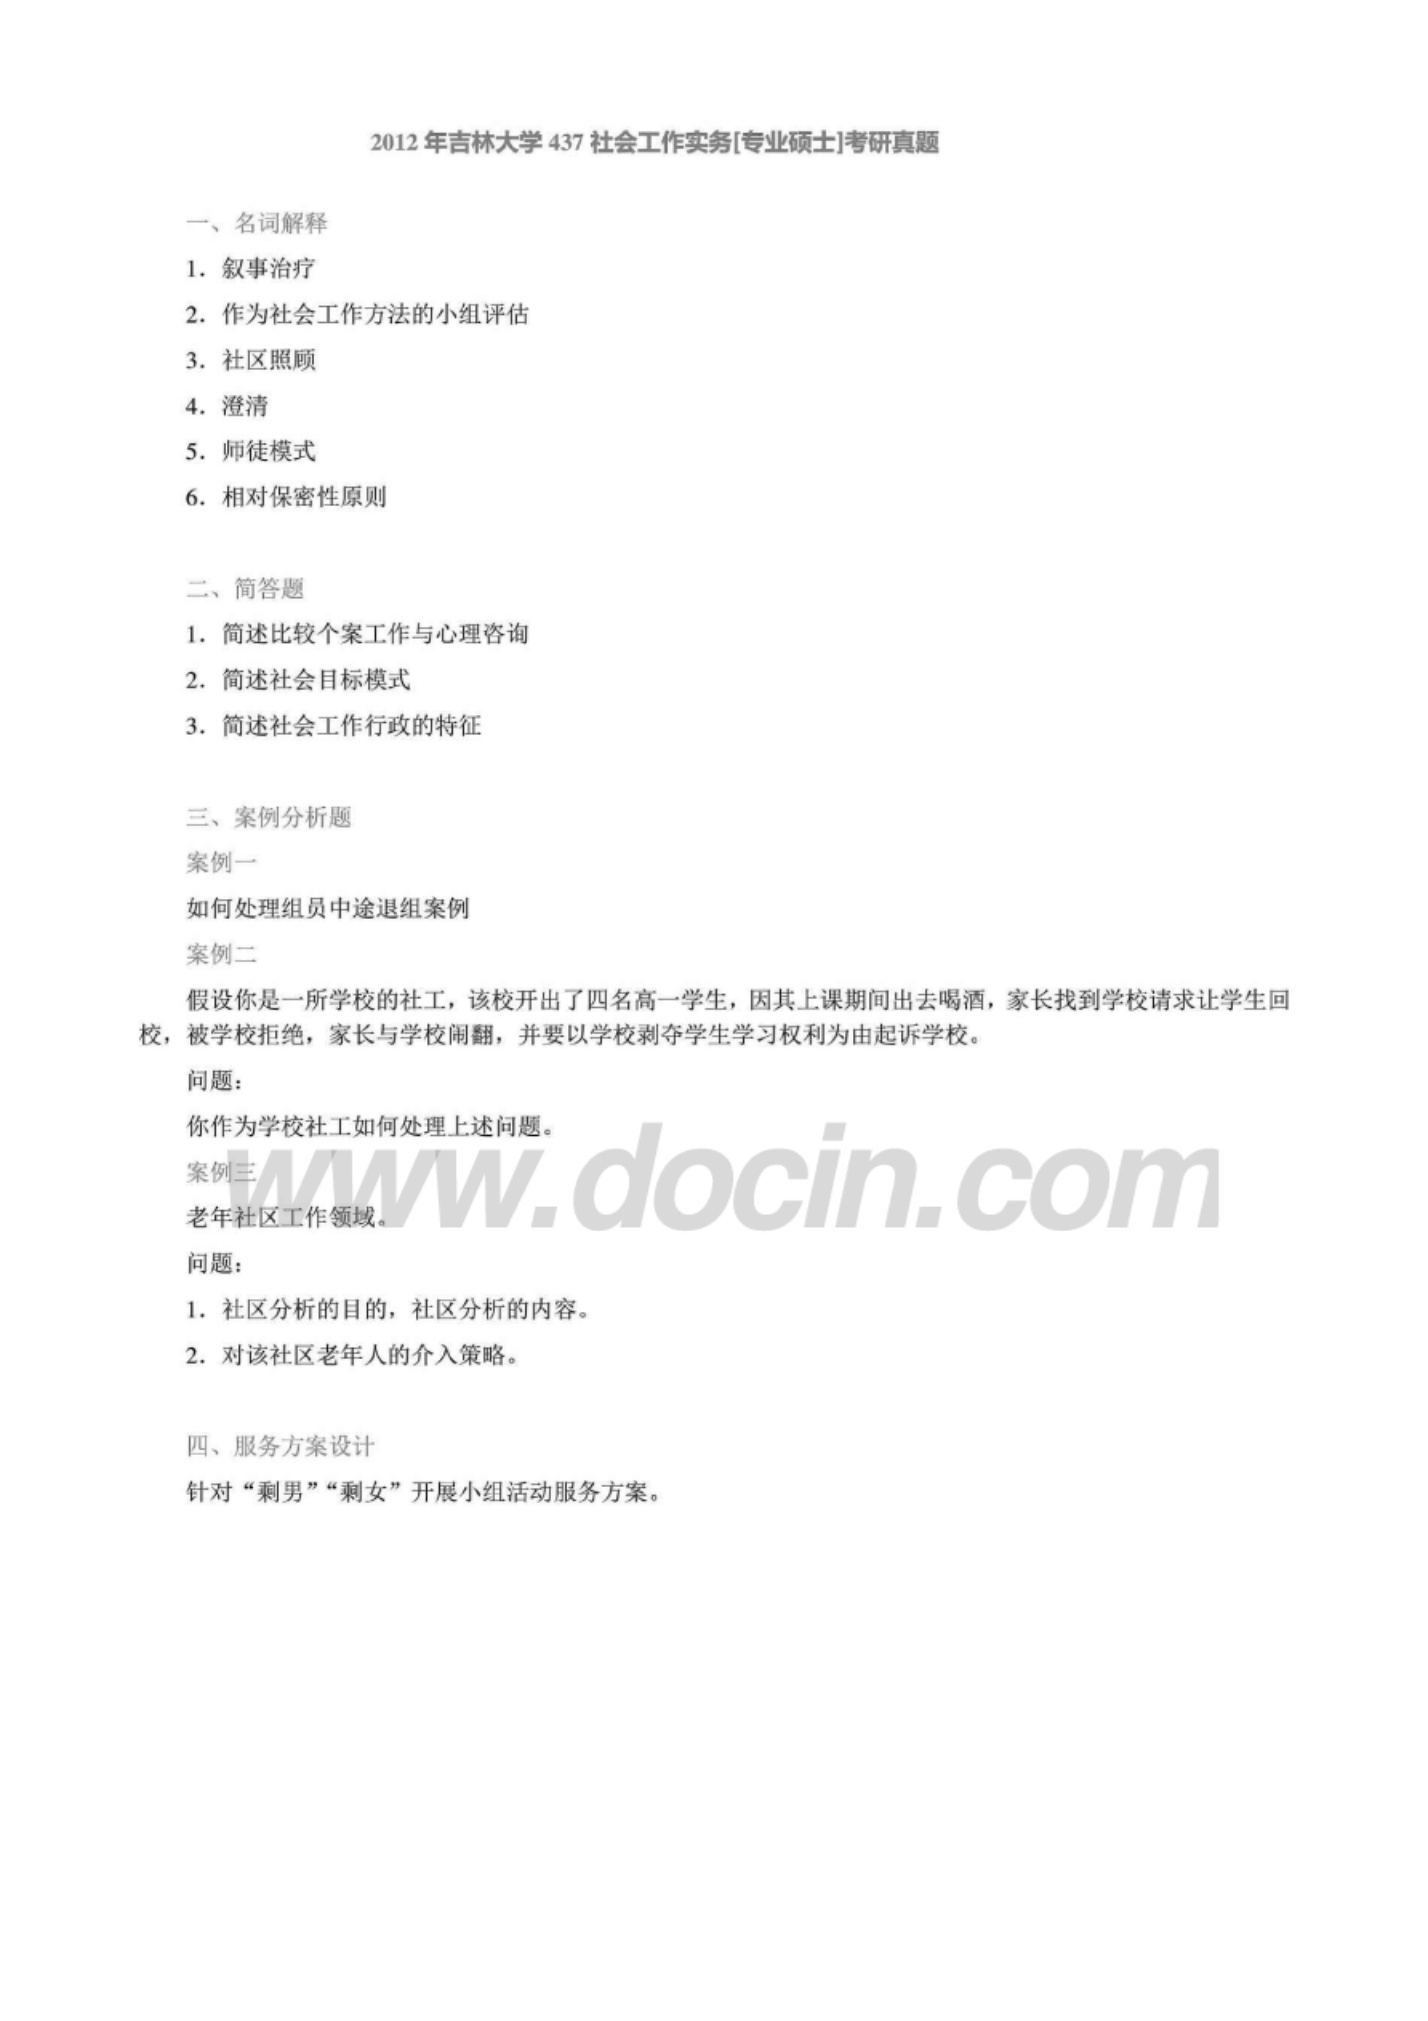 2012 年吉林大学 437 社会工作实务[专业硕士]考研真题
一、名词解释
1．叙事治疗
2．作为社会工作方法的小组评估
3．社区照顾
4．澄清
5．师徒模式
6．相对保密性原则
二、简答题
1．简述比较个案工作与心理咨询
2．简述社会目标模式
3．简述社会工作行政的特征
三、案例分析题
案例一
如何处理组员中途退组案例
案例二
假设你是一所学校的社工，该校开出了四名高一学生，因其上课期间出去喝酒，家长找到学校请求让学生回
校，被学校拒绝，家长与学校闹翻，并要以学校剥夺学生学习权利为由起诉学校。
问题：
你作为学校社工如何处理上述问题。
www.docin.com
案例三
老年社区工作领域。
问题：
1．社区分析的目的，社区分析的内容。
2．对该社区老年人的介入策略。
四、服务方案设计
针对“剩男”“剩女”开展小组活动服务方案。